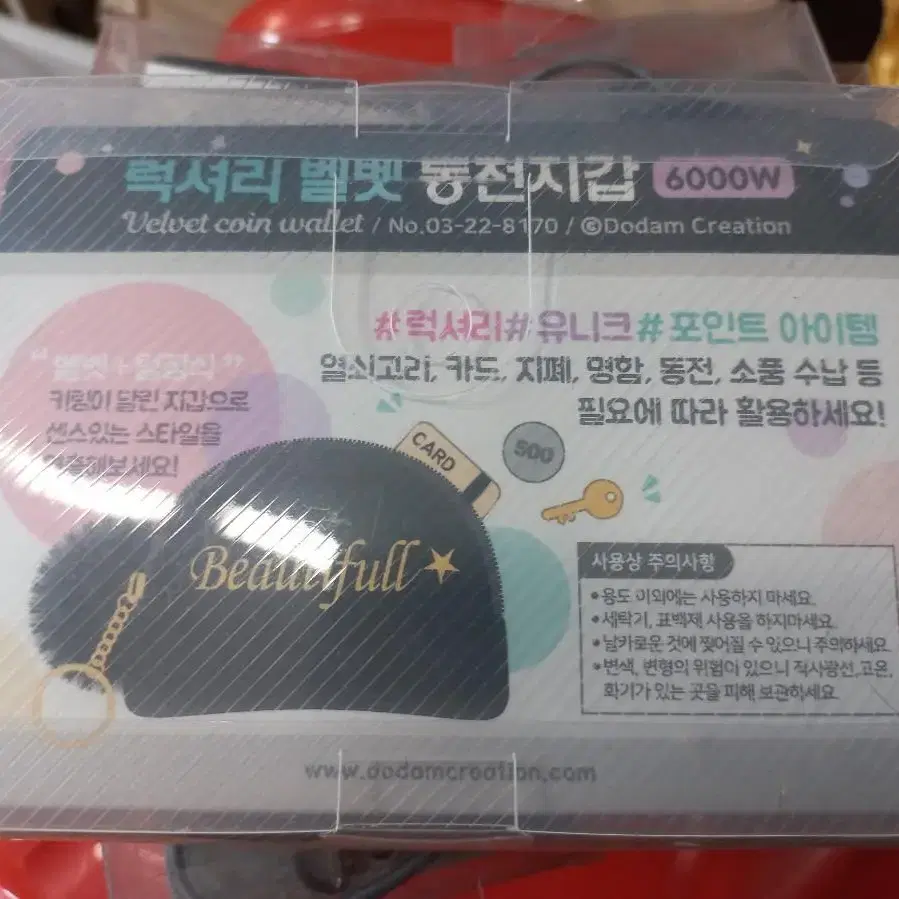 럭셔리 벨벳 동전지갑 6000W
Velvet coin wallet / No.03-22-8170 / ©Dodam Creation
#럭셔리#유니크#포인트 아이템
열쇠고리, 카드, 지폐, 명함, 동전, 소품 수납 등
필요에 따라 활용하세요!
키링이 달린 지갑으로
센스있는 스타일을
CARD
500
Beautifull
사용상 주의사항
•용도 이외에는 사용하지 마세요.
•세탁기, 표백제 사용을 하지마세요.
•날카로운 것에 찢어질 수 있으니 주의하세요.
•변색, 변형의 위험이 있으니 직사광선,고온,
화기가 있는 곳을 피해 보관하세요.
www.dodamcreation.com